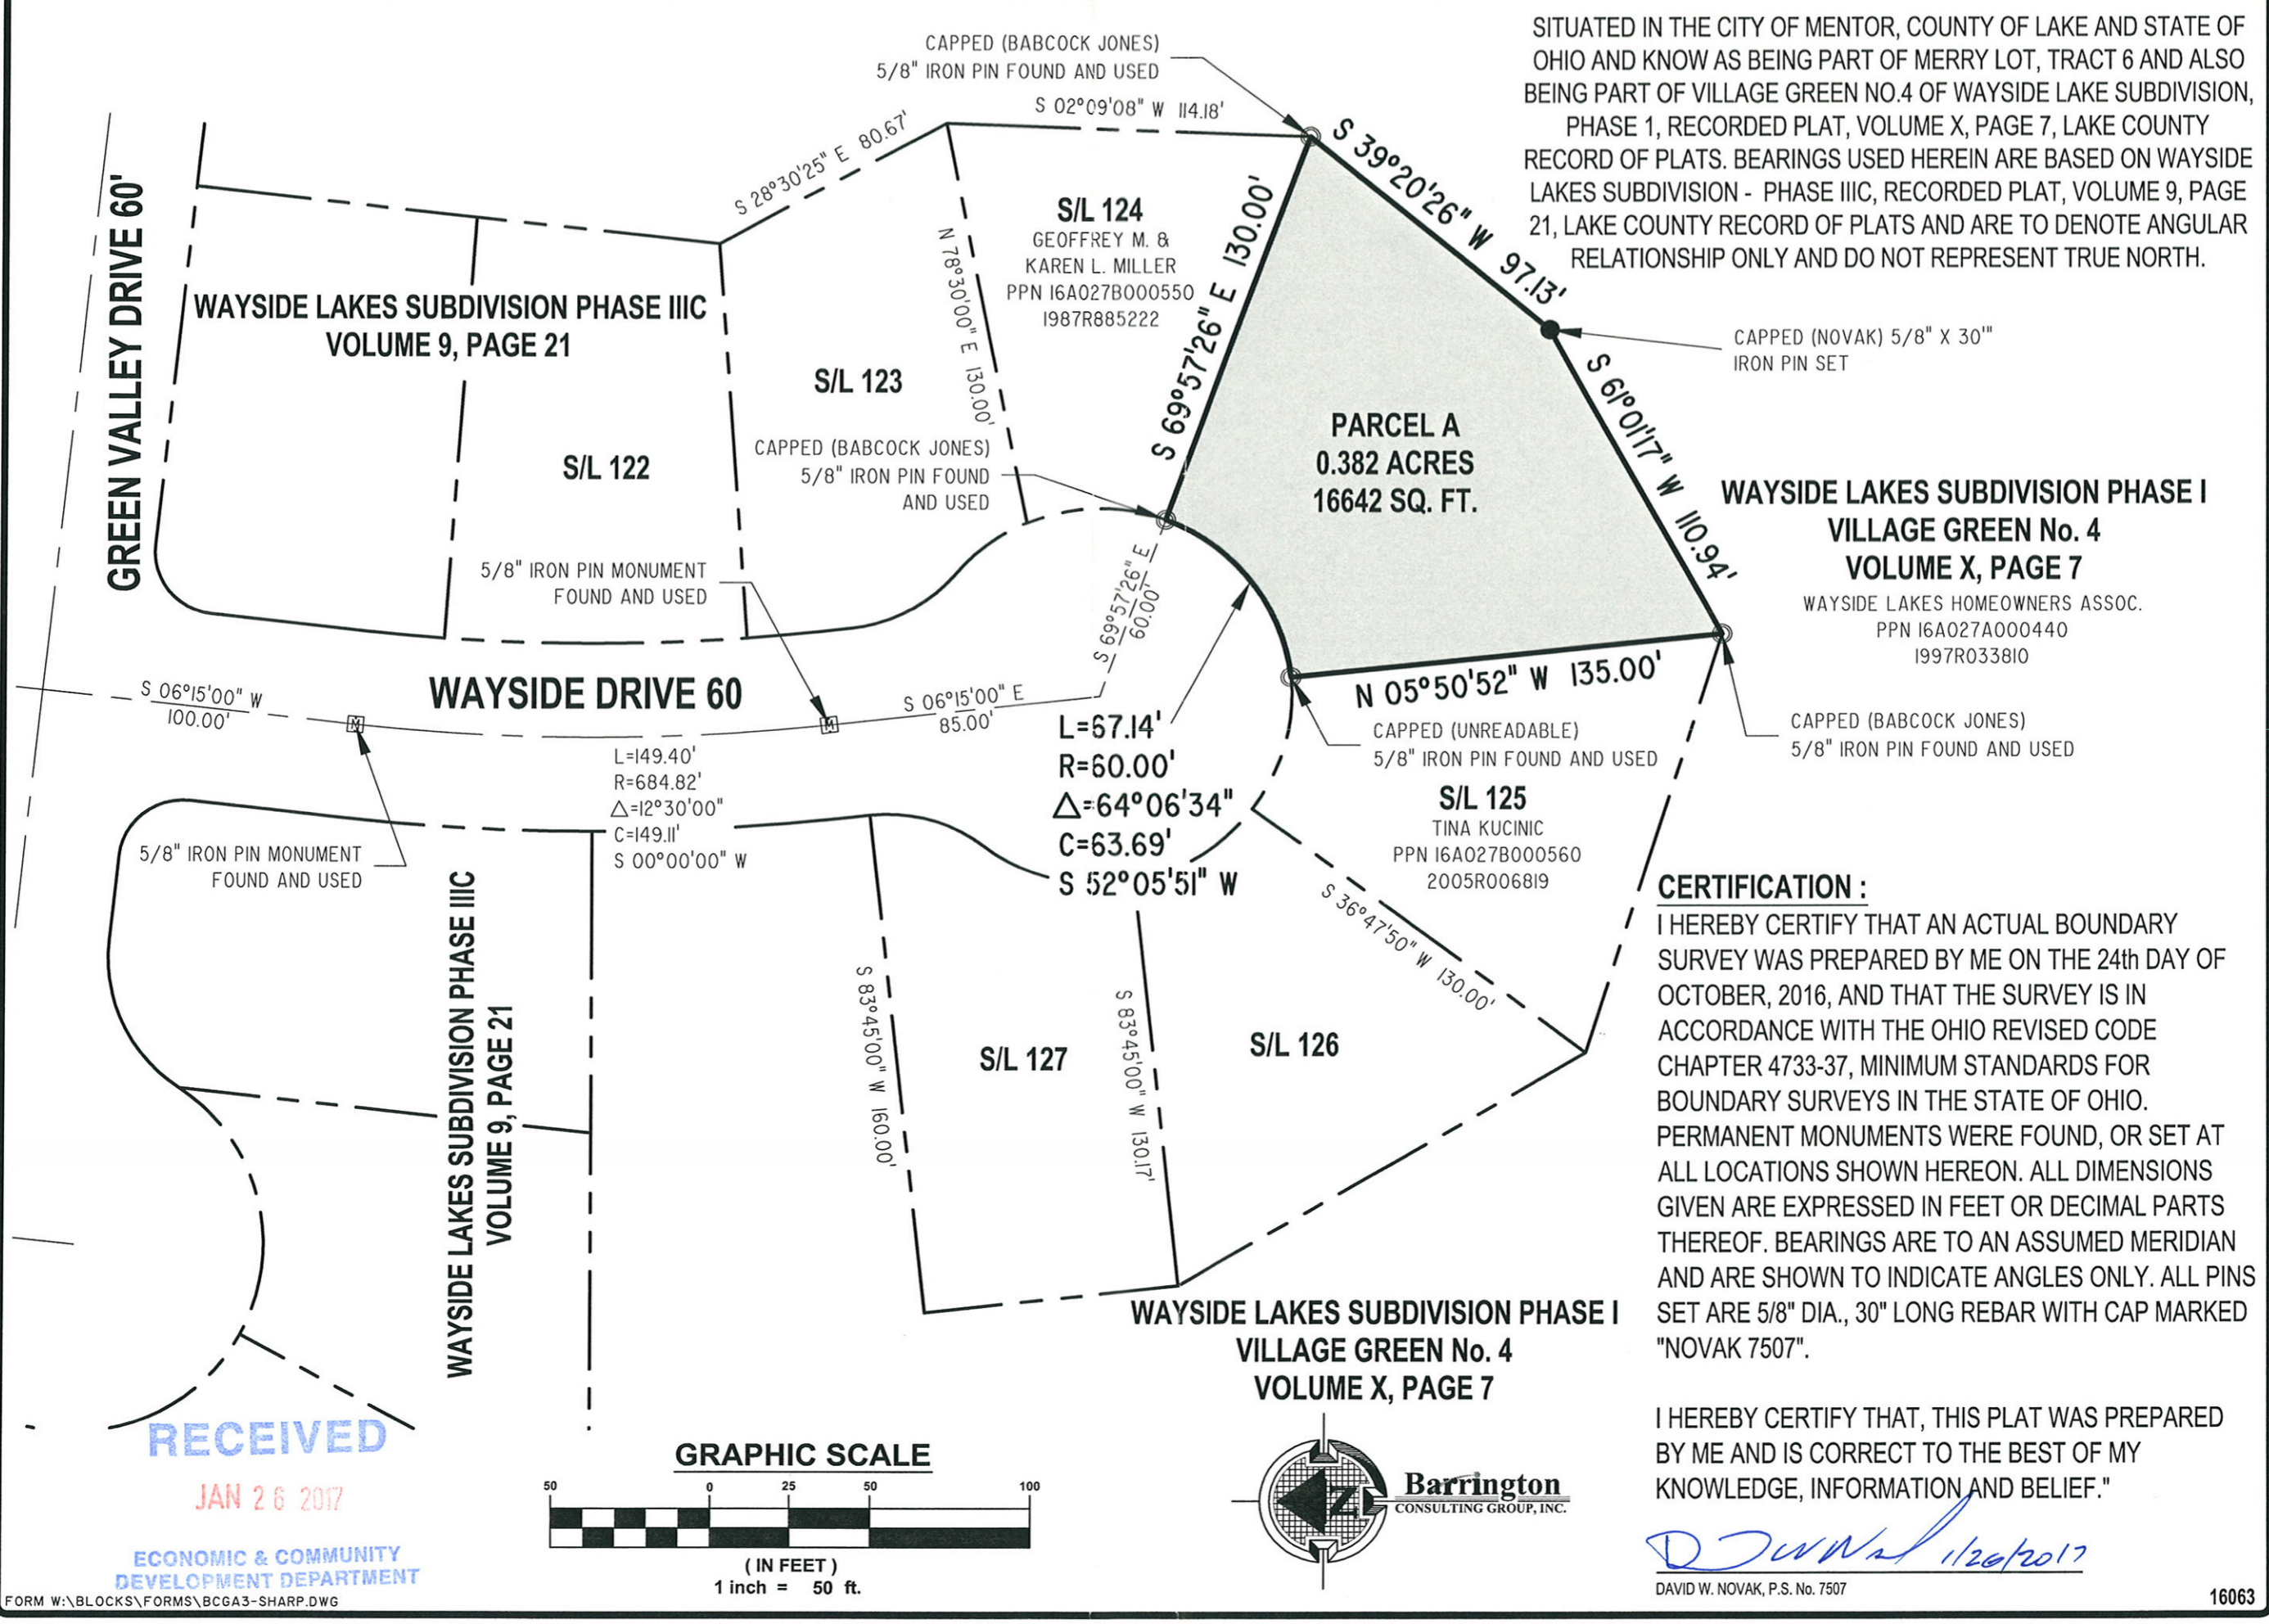 SITUATED IN THE CITY OF MENTOR, COUNTY OF LAKE AND STATE OF
OHIO AND KNOW AS BEING PART OF MERRY LOT, TRACT 6 AND ALSO
BEING PART OF VILLAGE GREEN NO.4 OF WAYSIDE LAKE SUBDIVISION,
PHASE 1, RECORDED PLAT, VOLUME X, PAGE 7, LAKE COUNTY
RECORD OF PLATS. BEARINGS USED HEREIN ARE BASED ON WAYSIDE
LAKES SUBDIVISION - PHASE IIIC, RECORDED PLAT, VOLUME 9, PAGE
21, LAKE COUNTY RECORD OF PLATS AND ARE TO DENOTE ANGULAR
RELATIONSHIP ONLY AND DO NOT REPRESENT TRUE NORTH.
CAPPED (BABCOCK JONES)
5/8" IRON PIN FOUND AND USED
S 02°09'08" W 114.18'
S 28°30'25" E 80.67'
S 39°20'26" W 97.13'
GREEN VALLEY DRIVE 60'
WAYSIDE LAKES SUBDIVISION PHASE IIIC
VOLUME 9, PAGE 21
S/L 124
GEOFFREY M. &
KAREN L. MILLER
PPN 16A027B000550
1987R885222
N 78°30'00" E 130.00'
S 69°57'26" E 130.00'
CAPPED (NOVAK) 5/8" X 30'"
IRON PIN SET
S/L 123
S/L 122
CAPPED (BABCOCK JONES)
5/8" IRON PIN FOUND
AND USED
PARCEL A
0.382 ACRES
16642 SQ. FT.
S 61°01'17" W 110.94'
WAYSIDE LAKES SUBDIVISION PHASE I
VILLAGE GREEN No. 4
VOLUME X, PAGE 7
WAYSIDE LAKES HOMEOWNERS ASSOC.
PPN 16A027A000440
1997R033810
5/8" IRON PIN MONUMENT
FOUND AND USED
S 69°57'26" E
60.00'
S 06°15'00" W
100.00'
WAYSIDE DRIVE 60
S 06°15'00" E
85.00'
M
M
N 05°50'52" W 135.00'
L=67.14'
R=60.00'
△=64°06'34"
C=63.69'
S 52°05'51" W
CAPPED (UNREADABLE)
5/8" IRON PIN FOUND AND USED
CAPPED (BABCOCK JONES)
5/8" IRON PIN FOUND AND USED
L=149.40'
R=684.82'
△=12°30'00"
C=149.11'
S 00°00'00" W
5/8" IRON PIN MONUMENT
FOUND AND USED
S/L 125
TINA KUCINIC
PPN 16A027B000560
2005R006819
S 36°47'50" W 130.00'
WAYSIDE LAKES SUBDIVISION PHASE IIIC
VOLUME 9, PAGE 21
S 83°45'00" W 160.00'
S/L 127
S 83°45'00" W 130.17'
S/L 126
CERTIFICATION :
I HEREBY CERTIFY THAT AN ACTUAL BOUNDARY
SURVEY WAS PREPARED BY ME ON THE 24th DAY OF
OCTOBER, 2016, AND THAT THE SURVEY IS IN
ACCORDANCE WITH THE OHIO REVISED CODE
CHAPTER 4733-37, MINIMUM STANDARDS FOR
BOUNDARY SURVEYS IN THE STATE OF OHIO.
PERMANENT MONUMENTS WERE FOUND, OR SET AT
ALL LOCATIONS SHOWN HEREON. ALL DIMENSIONS
GIVEN ARE EXPRESSED IN FEET OR DECIMAL PARTS
THEREOF. BEARINGS ARE TO AN ASSUMED MERIDIAN
AND ARE SHOWN TO INDICATE ANGLES ONLY. ALL PINS
SET ARE 5/8" DIA., 30" LONG REBAR WITH CAP MARKED
"NOVAK 7507".
WAYSIDE LAKES SUBDIVISION PHASE I
VILLAGE GREEN No. 4
VOLUME X, PAGE 7
I HEREBY CERTIFY THAT, THIS PLAT WAS PREPARED
BY ME AND IS CORRECT TO THE BEST OF MY
KNOWLEDGE, INFORMATION AND BELIEF."
1/26/2017
DAVID W. NOVAK, P.S. No. 7507
16063
RECEIVED
JAN 26 2017
ECONOMIC & COMMUNITY
DEVELOPMENT DEPARTMENT
GRAPHIC SCALE
50 0 25 50 100
( IN FEET )
1 inch = 50 ft.
Z
Barrington
CONSULTING GROUP, INC.
FORM W:\BLOCKS\FORMS\BCGA3-SHARP.DWG